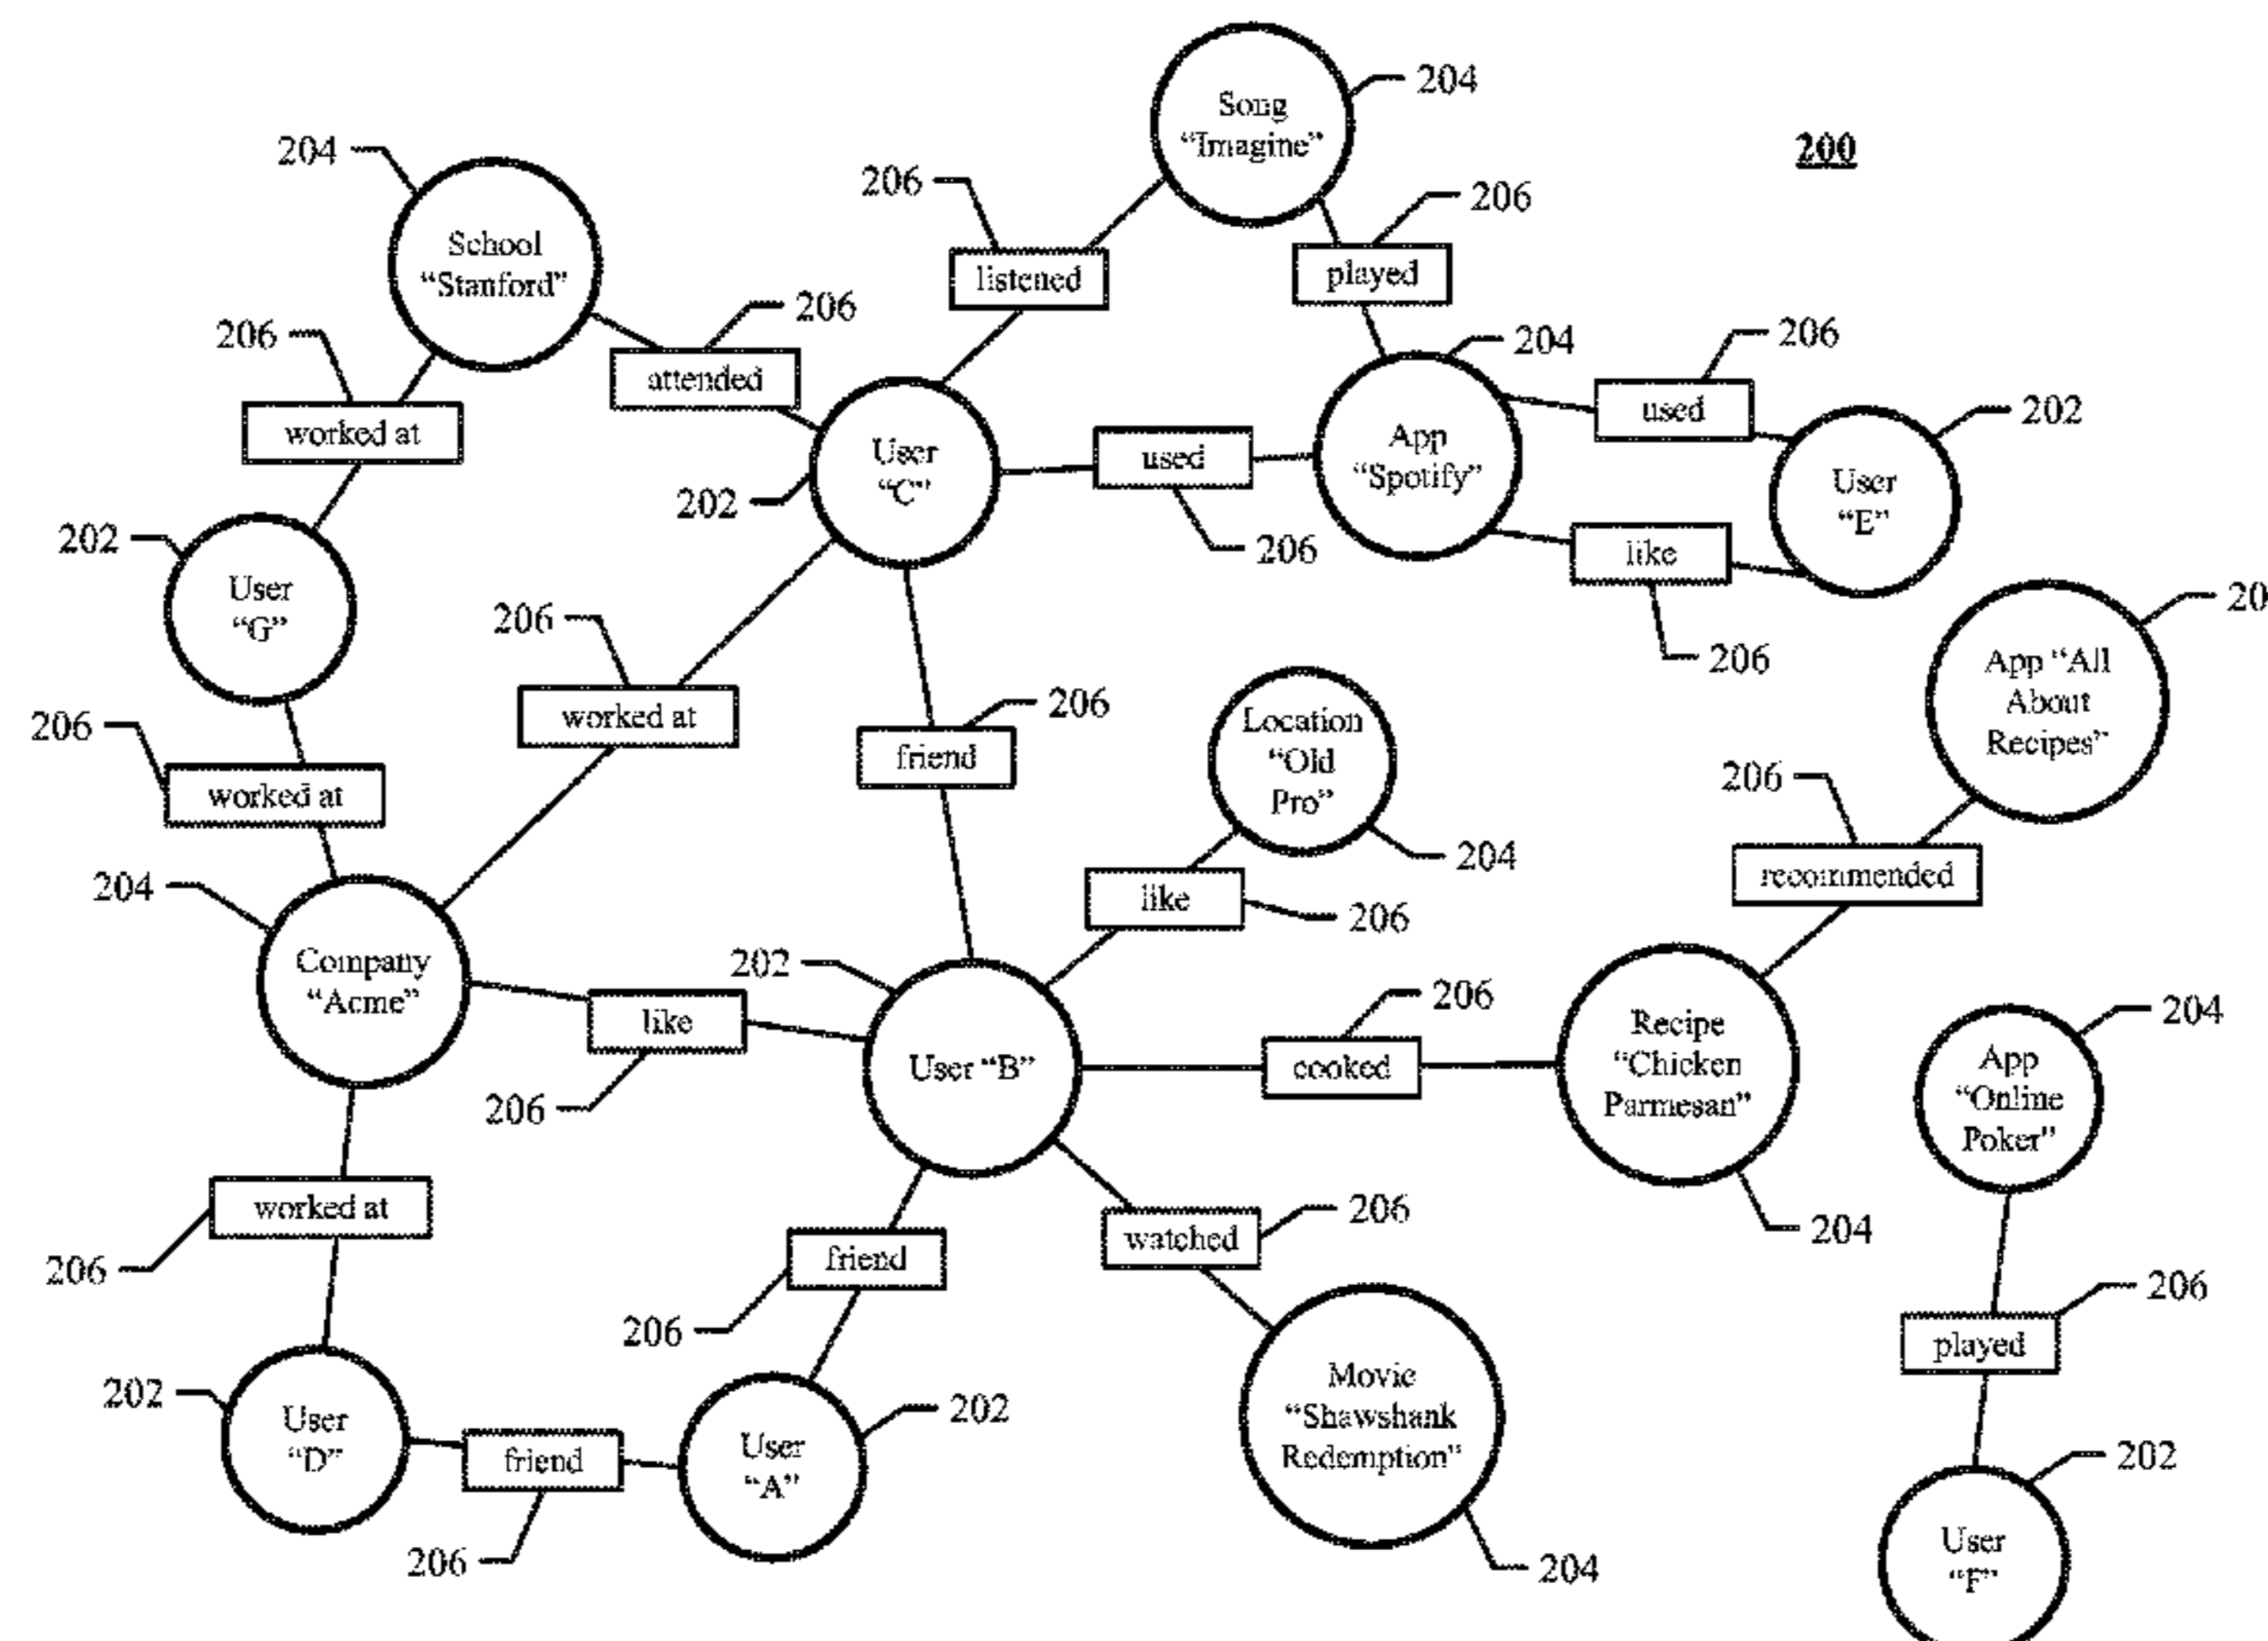 204
Song
“Imagine”
200
204
School
“Stanford”
206
listened
206
played
206
attended
206
worked at
204
206
used
202
User
“E”
User
“C”
202
used
206
App
“Spotify”
like
206
202
User
“G”
206
worked at
20
App “All
About
Recipes”
206
worked at
206
friend
Location
“Old
Pro”
204
206
recommended
204
Company
“Acme”
like
206
like
206
202
User “B”
206
cooked
Recipe
“Chicken
Parmesan”
204
204
App
“Online
Poker”
worked at
206
friend
206
watched
206
206
played
202
User
“D”
friend
206
202
User
“A”
Movie
“Shawshank
Redemption”
204
202
User
“F”